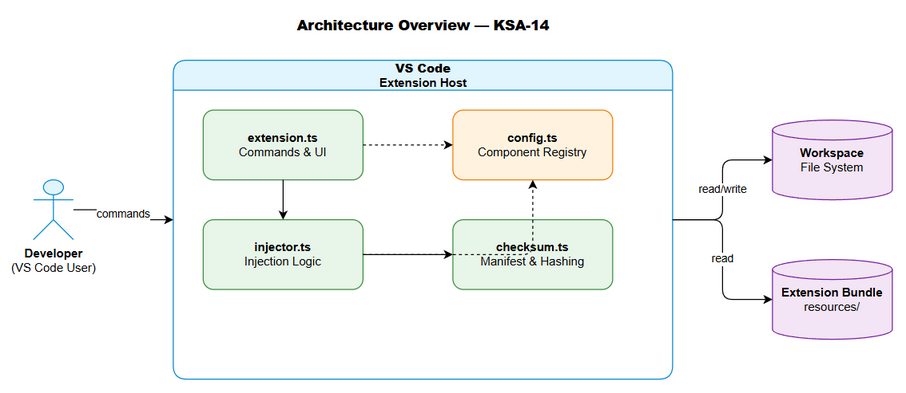 Architecture Overview — KSA-14
VS Code
Extension Host
extension.ts
Commands & UI
config.ts
Component Registry
Workspace
File System
read/write
commands
injector.ts
Injection Logic
checksum.ts
Manifest & Hashing
Developer
(VS Code User)
read
Extension Bundle
resources/